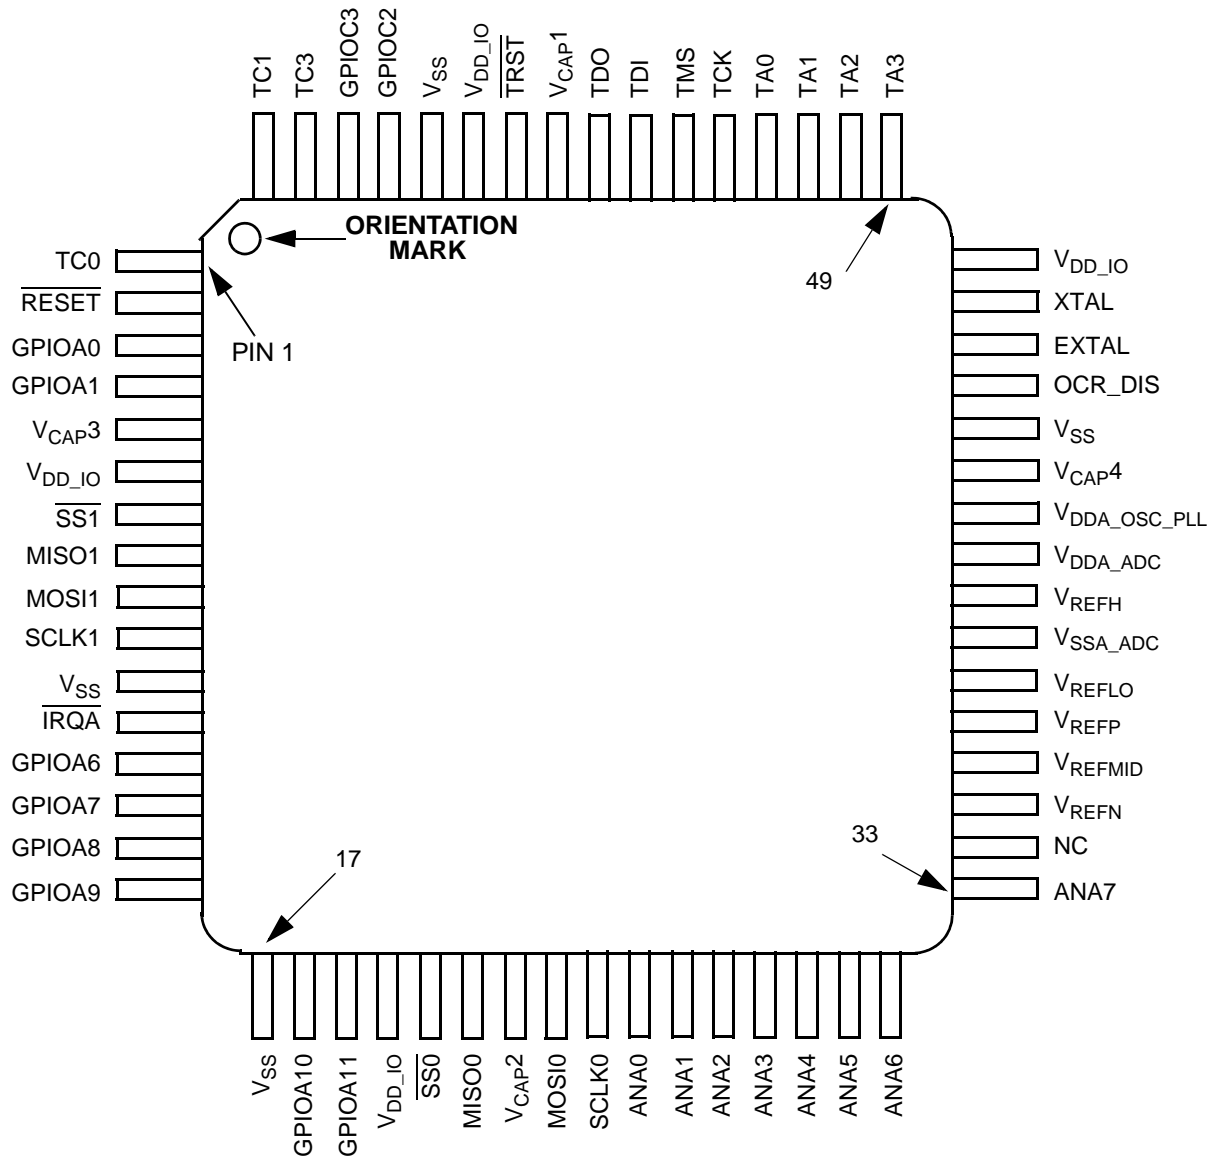 TC1
TC3
GPIOC3
GPIOC2
VSS
VDD_IO
TRST
VCAP1
TDO
TDI
TMS
TCK
TA0
TA1
TA2
TA3
ORIENTATION
MARK
PIN 1
49
TC0
RESET
GPIOA0
GPIOA1
VCAP3
VDD_IO
SS1
MISO1
MOSI1
SCLK1
VSS
IRQA
GPIOA6
GPIOA7
GPIOA8
GPIOA9
VDD_IO
XTAL
EXTAL
OCR_DIS
VSS
VCAP4
VDDA_OSC_PLL
VDDA_ADC
VREFH
VSSA_ADC
VREFLO
VREFP
VREFMID
VREFN
NC
ANA7
17
33
VSS
GPIOA10
GPIOA11
VDD_IO
SS0
MISO0
VCAP2
MOSI0
SCLK0
ANA0
ANA1
ANA2
ANA3
ANA4
ANA5
ANA6